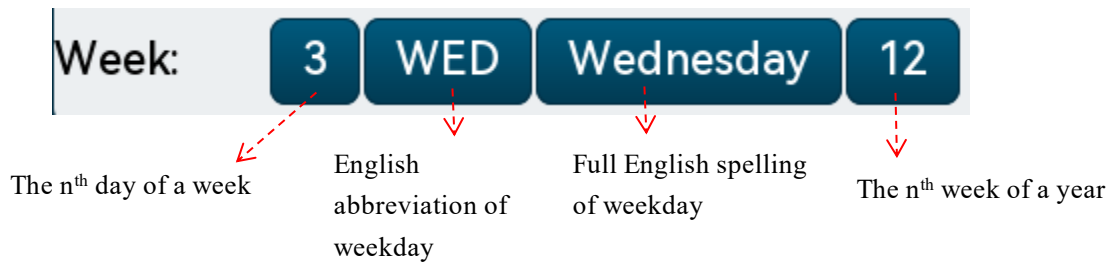 Week: 3 WED Wednesday 12
The nth day of a week
English
abbreviation of
weekday
Full English spelling
of weekday
The nth week of a year